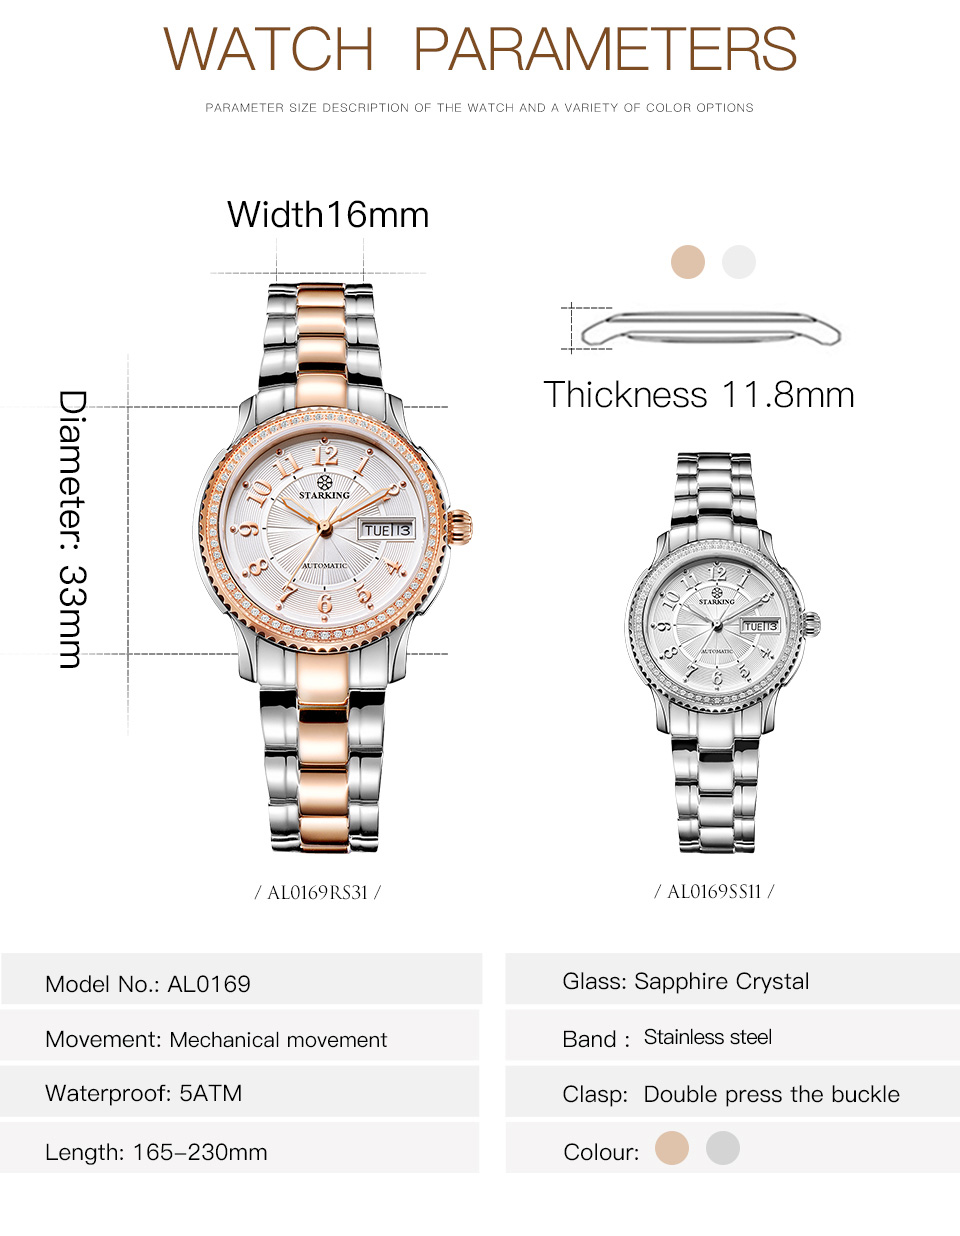 WATCH PARAMETERS
PARAMETER SIZE DESCRIPTION OF THE WATCH AND A VARIETY OF COLOR OPTIONS
Width16mm
Diameter: 33mm
Thickness 11.8mm
12
1
2
4
5
6
7
8
9
10
11
STARKING
TUE 13
AUTOMATIC
12
1
2
4
5
6
7
8
9
10
11
STARKING
TUE 13
AUTOMATIC
/ AL0169RS31 /
/ AL0169SS11 /
Model No.: AL0169
Glass: Sapphire Crystal
Movement: Mechanical movement
Band : Stainless steel
Waterproof: 5ATM
Clasp: Double press the buckle
Length: 165-230mm
Colour: